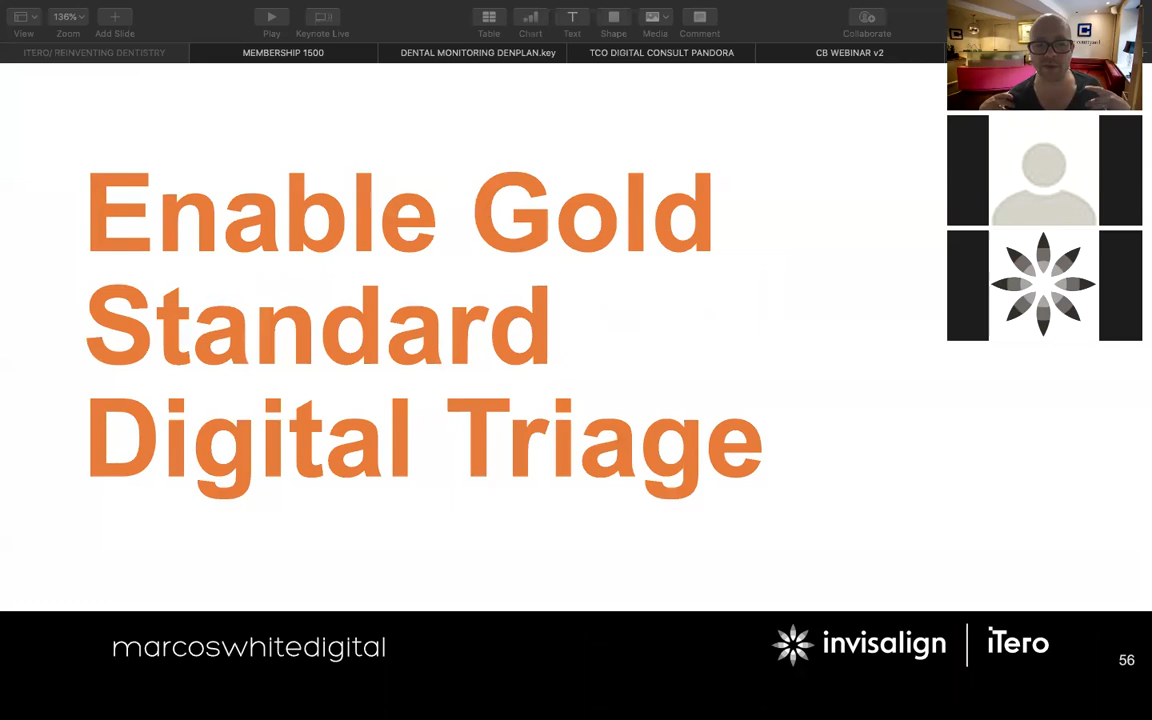 136%
View
Zoom
Add Slide
Play
Keynote Live
Table
Chart
Text
Shape
Media
Comment
Collaborate
ITERO/ REINVENTING DENTISTRY
MEMBERSHIP 1500
DENTAL MONITORING DENPLAN.key
TCO DIGITAL CONSULT PANDORA
CB WEBINAR v2
Enable Gold
Standard
Digital Triage
marcoswhitedigital
invisalign
iTero
56